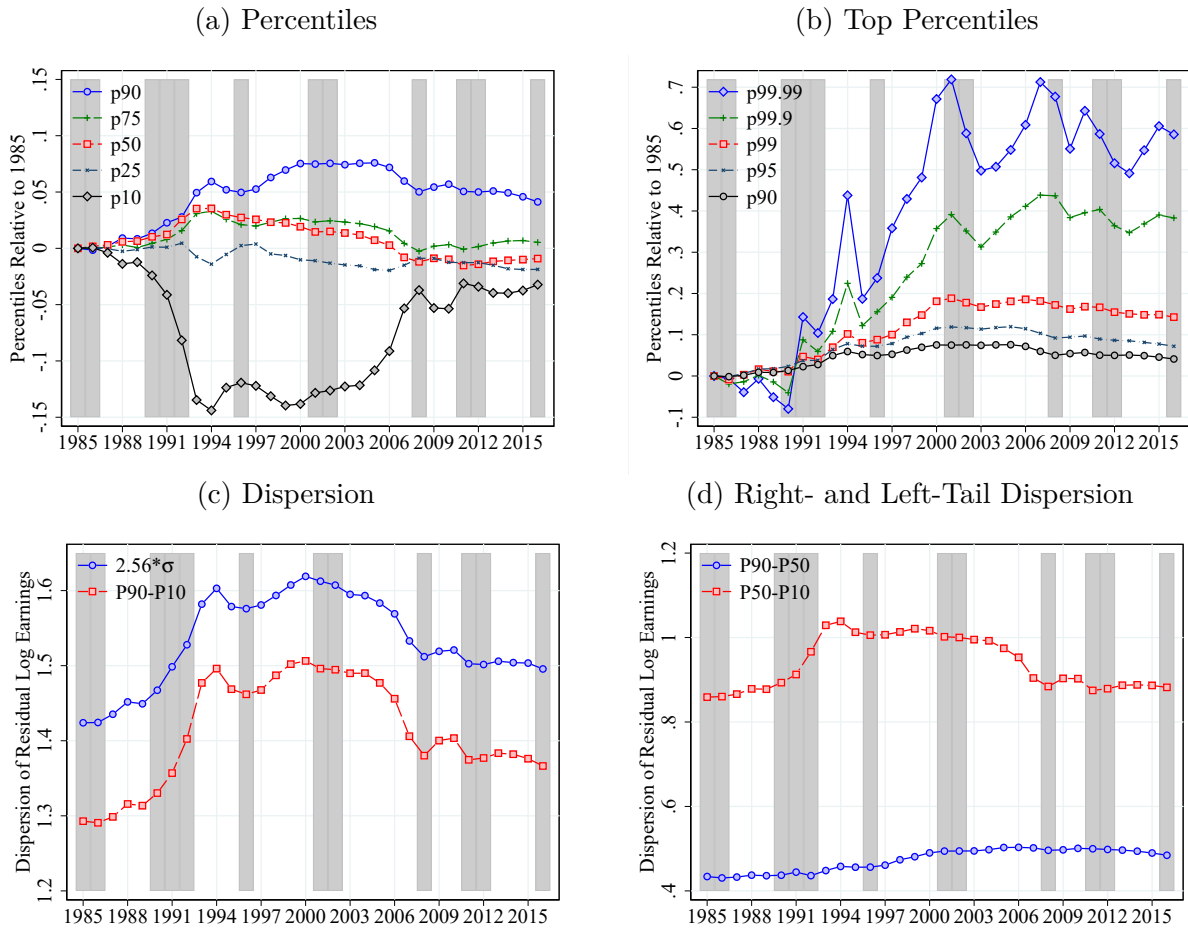 (a) Percentiles
Percentiles Relative to 1985
.15
.1
.05
0
-.05
-.1
-.15
p90
p75
p50
p25
p10
1985 1988 1991 1994 1997 2000 2003 2006 2009 2012 2015
(b) Top Percentiles
Percentiles Relative to 1985
.7
.6
.5
.4
.3
.2
.1
0
-.1
p99.99
p99.9
p99
p95
p90
1985 1988 1991 1994 1997 2000 2003 2006 2009 2012 2015
(c) Dispersion
Dispersion of Residual Log Earnings
1.6
1.5
1.4
1.3
1.2
2.56*σ
P90-P10
1985 1988 1991 1994 1997 2000 2003 2006 2009 2012 2015
(d) Right- and Left-Tail Dispersion
Dispersion of Residual Log Earnings
1.2
1
.8
.6
.4
P90-P50
P50-P10
1985 1988 1991 1994 1997 2000 2003 2006 2009 2012 2015